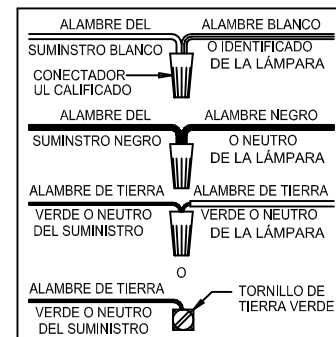 ALAMBRE DEL ALAMBRE BLANCO
SUMINSTRO BLANCO O IDENTIFICADO
DE LA LÁMPARA
CONECTADOR
UL CALIFICADO
ALAMBRE DEL ALAMBRE NEGRO
SUMINSTRO NEGRO O NEUTRO
DE LA LÁMPARA
ALAMBRE DE TIERRA ALAMBRE DE TIERRA
VERDE O NEUTRO VERDE O NEUTRO
DEL SUMINISTRO DE LA LÁMPARA
O
ALAMBRE DE TIERRA TORNILLO DE
VERDE O NEUTRO TIERRA VERDE
DEL SUMINISTRO